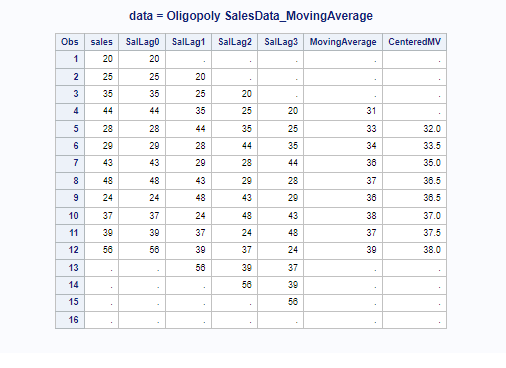 data = Oligopoly SalesData_MovingAverage
Obs sales SalLag0 SalLag1 SalLag2 SalLag3 MovingAverage CenteredMV
1 20 20 . . . . .
2 25 25 20 . . . .
3 35 35 25 20 . . .
4 44 44 35 25 20 31 .
5 28 28 44 35 25 33 32.0
6 29 29 28 44 35 34 33.5
7 43 43 29 28 44 36 35.0
8 48 48 43 29 28 37 36.5
9 24 24 48 43 29 36 36.5
10 37 37 24 48 43 38 37.0
11 39 39 37 24 48 37 37.5
12 56 56 39 37 24 39 38.0
13 . . 56 39 37 . .
14 . . . 56 39 . .
15 . . . . 56 . .
16 . . . . . . .